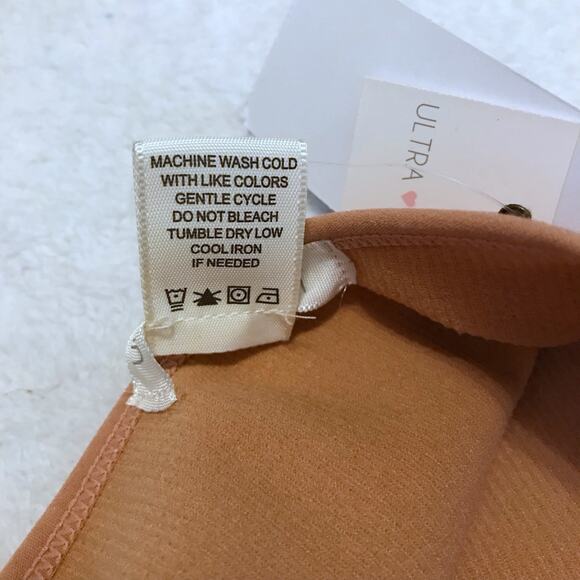 MACHINE WASH COLD
WITH LIKE COLORS
GENTLE CYCLE
DO NOT BLEACH
TUMBLE DRY LOW
COOL IRON
IF NEEDED
ULTRA